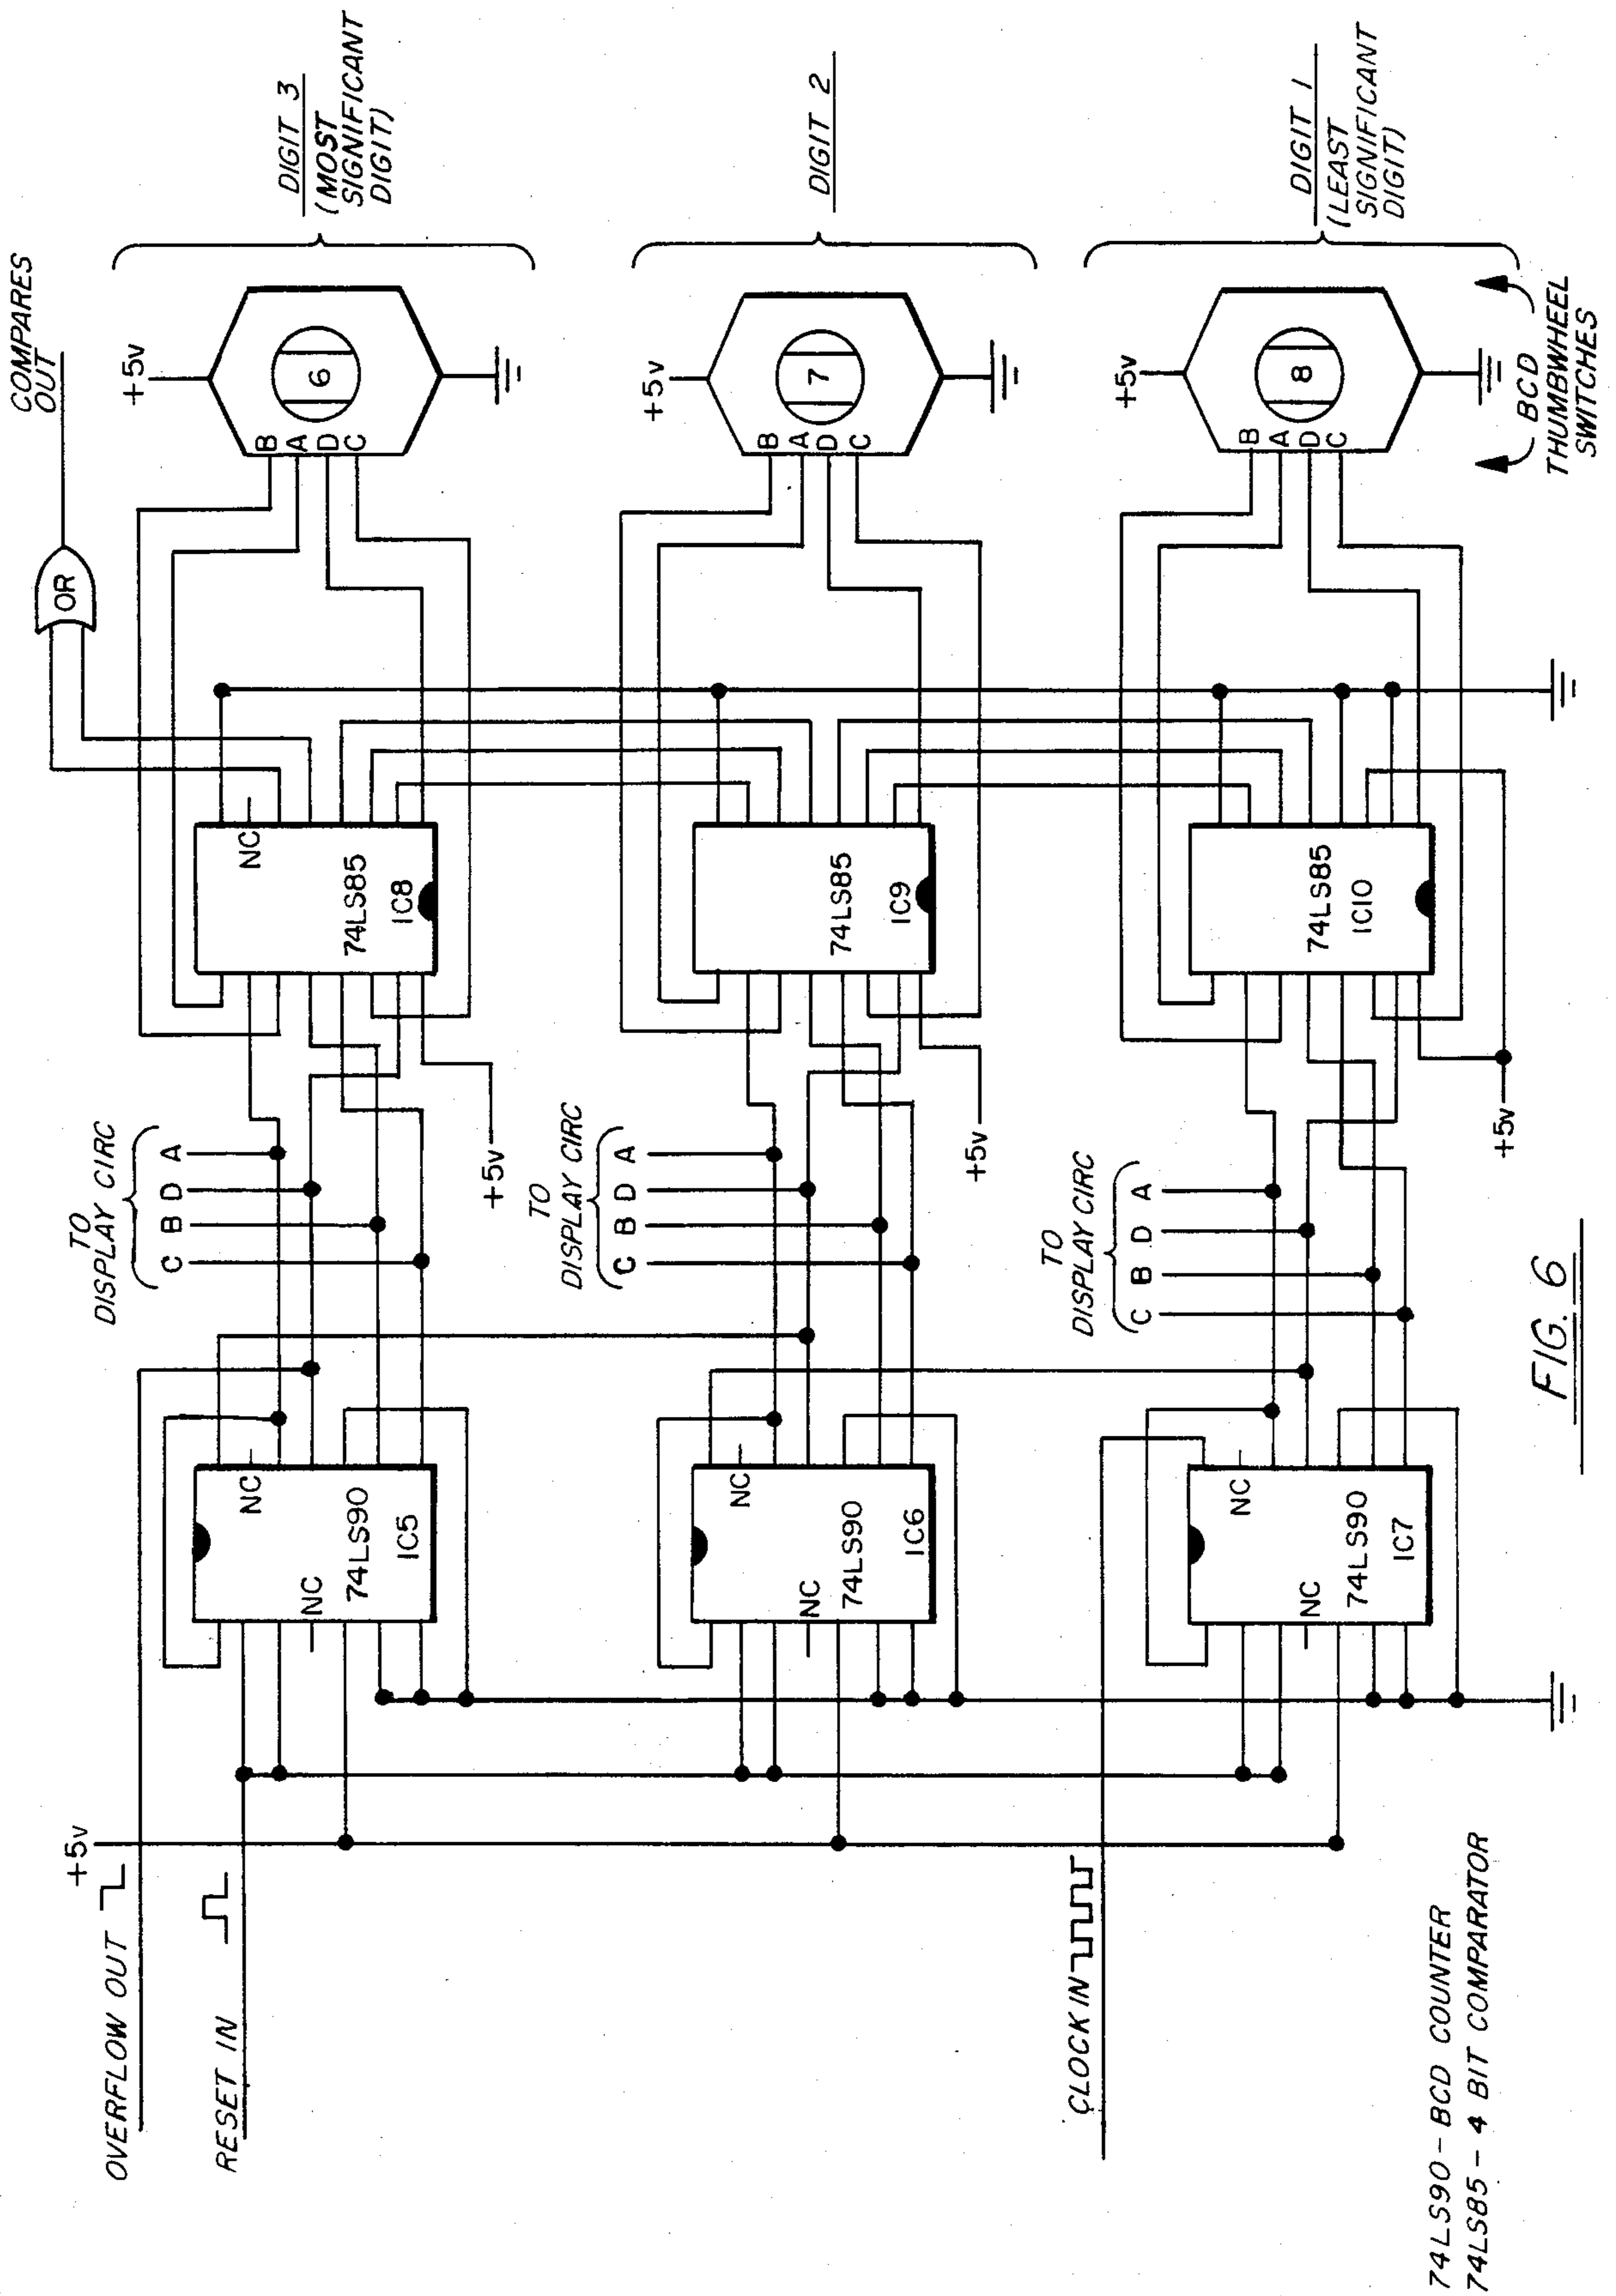 COMPARES
OUT
OR
+5v
B
A
D
C
6
DIGIT 3
(MOST
SIGNIFICANT
DIGIT)
NC
74LS85
IC8
TO
DISPLAY CIRC
C B D A
+5v
NC
NC
74LS90
IC5
+5v
OVERFLOW OUT
RESET IN
+5v
B
A
D
C
7
DIGIT 2
74LS85
IC9
TO
DISPLAY CIRC
C B D A
+5v
NC
NC
74LS90
IC6
+5v
B
A
D
C
8
DIGIT 1
(LEAST
SIGNIFICANT
DIGIT)
BCD
THUMBWHEEL
SWITCHES
74LS85
IC10
TO
DISPLAY CIRC
C B D A
+5v
NC
NC
74LS90
IC7
CLOCK IN
74LS90 - BCD COUNTER
74LS85 - 4 BIT COMPARATOR
FIG. 6